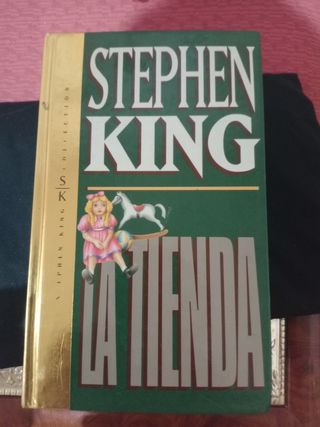 STEPHEN
KING
LA TIENDA
STEPHEN KING
SK
COLLECTION